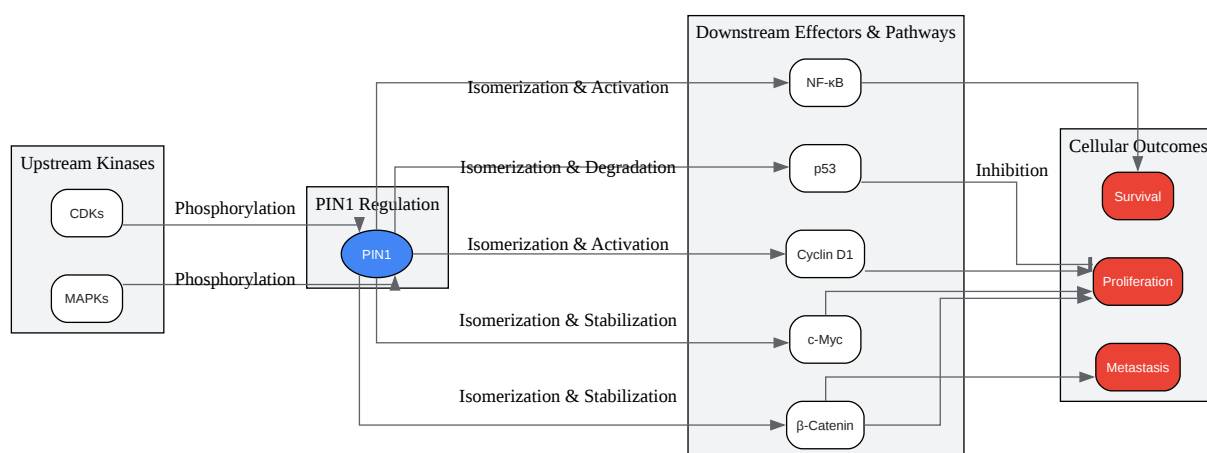 Upstream Kinases
CDKs
MAPKs
Phosphorylation
Phosphorylation
PIN1 Regulation
PIN1
Isomerization & Activation
Isomerization & Degradation
Isomerization & Activation
Isomerization & Stabilization
Isomerization & Stabilization
Downstream Effectors & Pathways
NF-κB
p53
Cyclin D1
c-Myc
β-Catenin
Inhibition
Cellular Outcomes
Survival
Proliferation
Metastasis